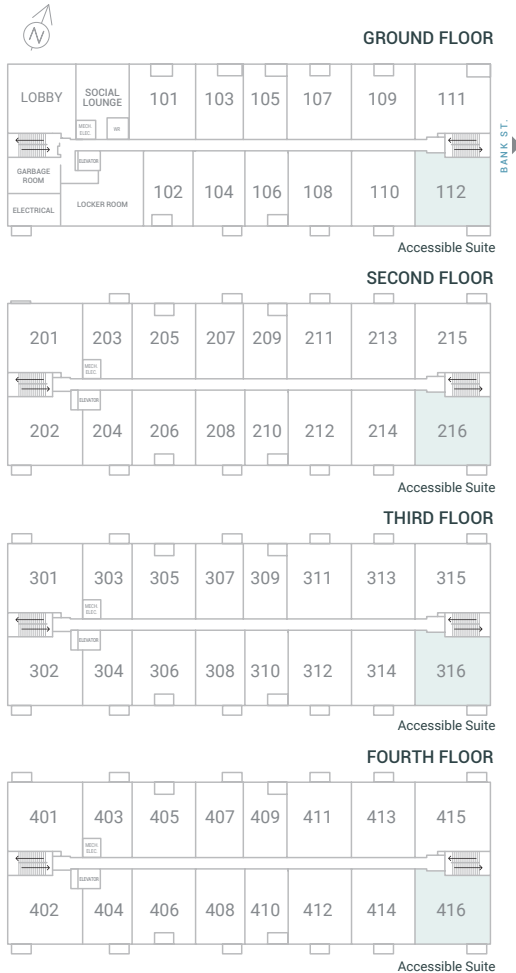 N
GROUND FLOOR
LOBBY
SOCIAL
LOUNGE
101
103
105
107
109
111
MECH.
ELEC.
WR
BANK ST.
ELEVATOR
GARBAGE
ROOM
ELECTRICAL
LOCKER ROOM
102
104
106
108
110
112
Accessible Suite
SECOND FLOOR
201
203
205
207
209
211
213
215
MECH.
ELEC.
ELEVATOR
202
204
206
208
210
212
214
216
Accessible Suite
THIRD FLOOR
301
303
305
307
309
311
313
315
MECH.
ELEC.
ELEVATOR
302
304
306
308
310
312
314
316
Accessible Suite
FOURTH FLOOR
401
403
405
407
409
411
413
415
MECH.
ELEC.
ELEVATOR
402
404
406
408
410
412
414
416
Accessible Suite